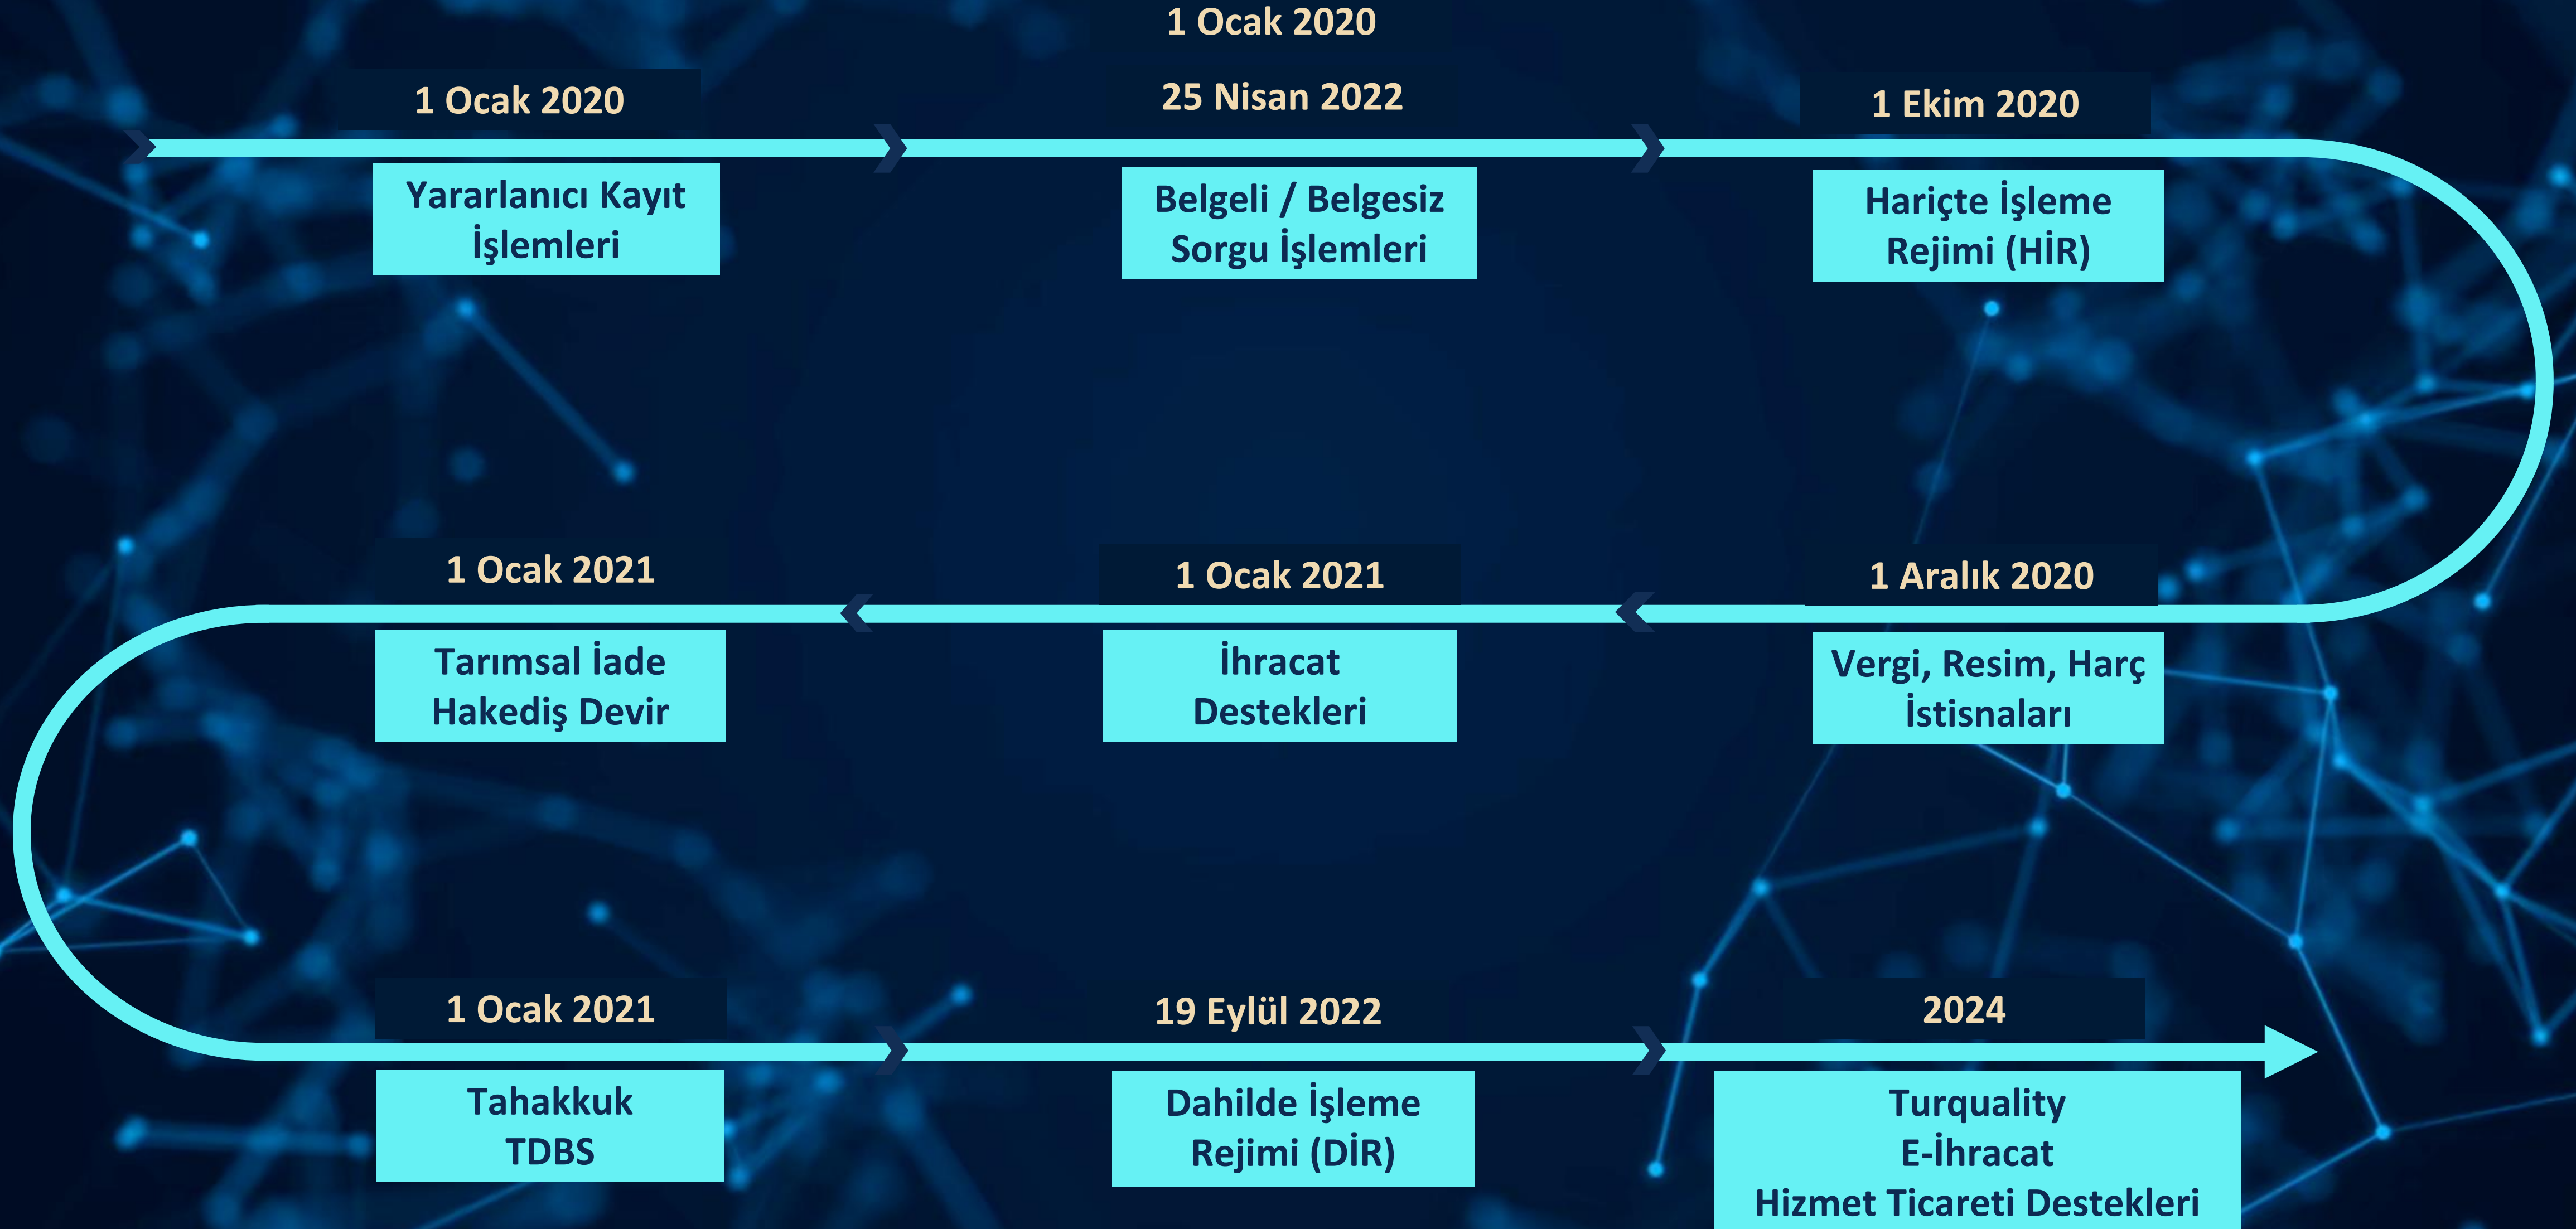 1 Ocak 2020
Yararlanıcı Kayıt
İşlemleri
1 Ocak 2020
25 Nisan 2022
Belgeli / Belgesiz
Sorgu İşlemleri
1 Ekim 2020
Hariçte İşleme
Rejimi (HİR)
1 Aralık 2020
Vergi, Resim, Harç
İstisnaları
1 Ocak 2021
İhracat
Destekleri
1 Ocak 2021
Tarımsal İade
Hakediş Devir
1 Ocak 2021
Tahakkuk
TDBS
19 Eylül 2022
Dahilde İşleme
Rejimi (DİR)
2024
Turquality
E-İhracat
Hizmet Ticareti Destekleri